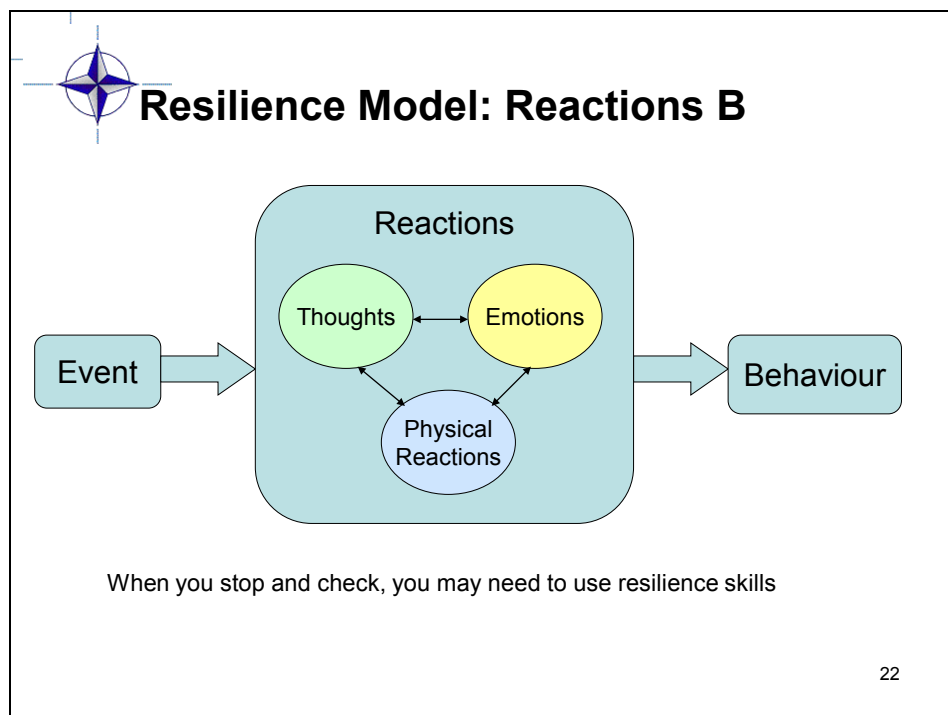 Resilience Model: Reactions B
Reactions
Thoughts
Emotions
Event
Behaviour
Physical
Reactions
When you stop and check, you may need to use resilience skills
22